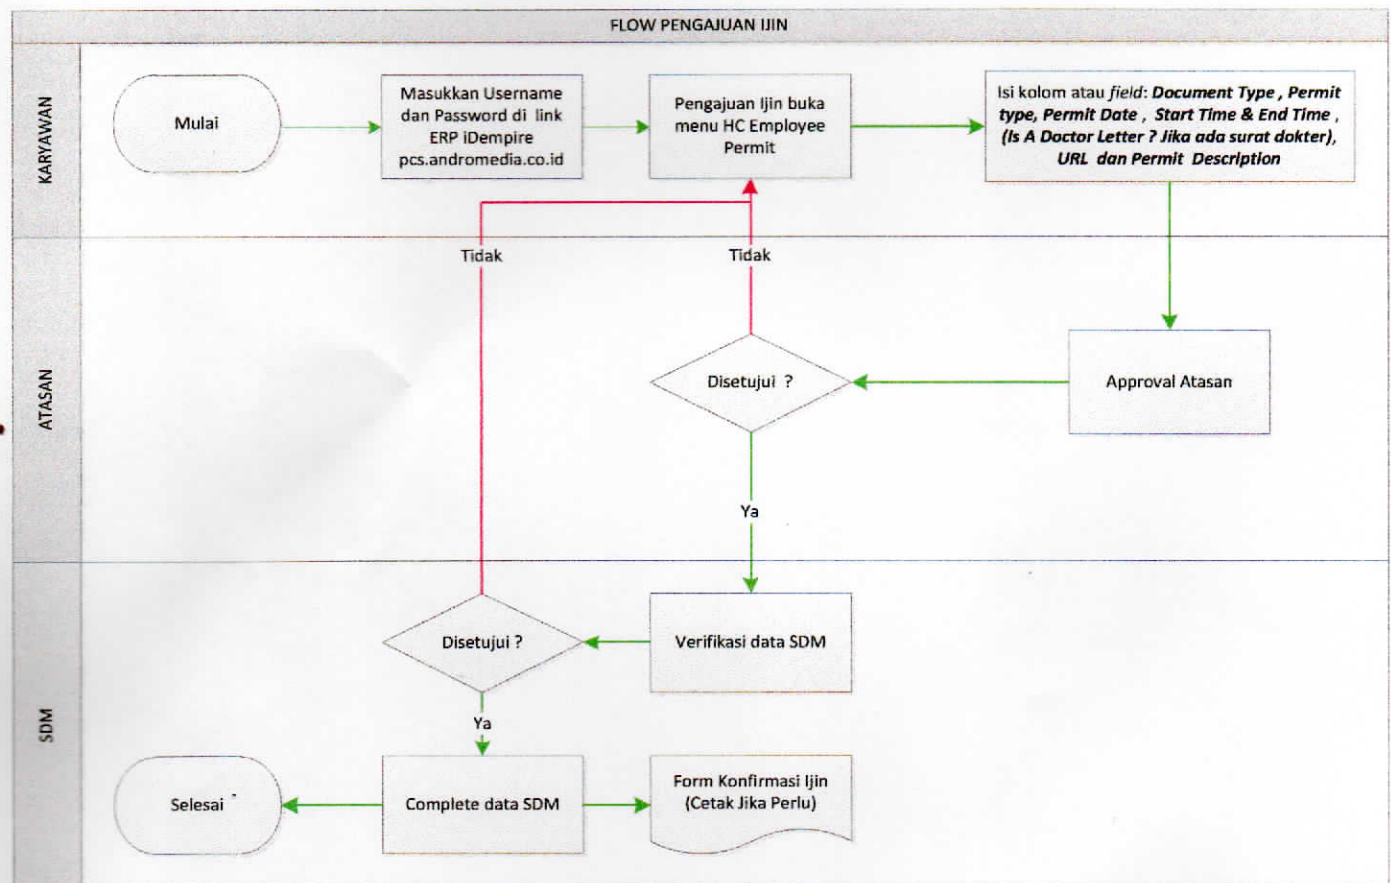 FLOW PENGAJUAN IJIN
KARYAWAN
Mulai
Masukkan Username
dan Password di link
ERP iDempire
pcs.andromedia.co.id
Pengajuan Ijin buka
menu HC Employee
Permit
Isi kolom atau field: Document Type , Permit
type, Permit Date , Start Time & End Time ,
(Is A Doctor Letter ? Jika ada surat dokter),
URL dan Permit Description
Tidak
Tidak
ATASAN
Disetujui ?
Approval Atasan
Ya
SDM
Disetujui ?
Verifikasi data SDM
Ya
Selesai
Complete data SDM
Form Konfirmasi Ijin
(Cetak Jika Perlu)